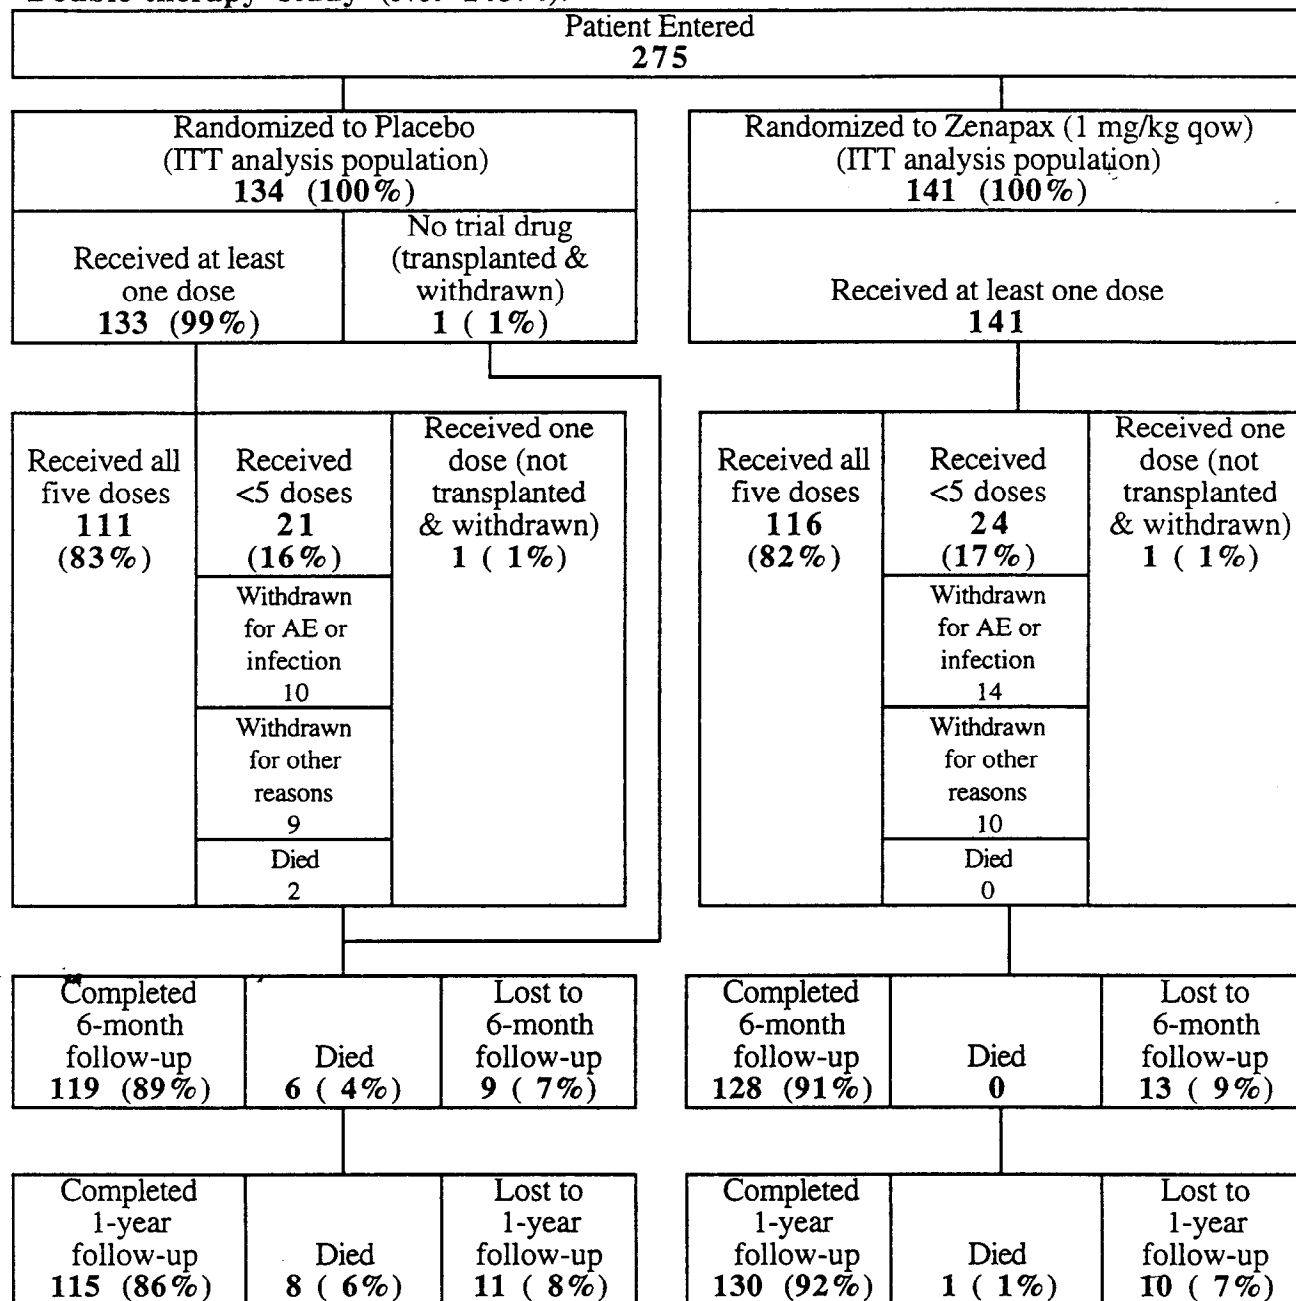 Patient Entered
275
Randomized to Placebo
(ITT analysis population)
134 (100%)
Randomized to Zenapax (1 mg/kg qow)
(ITT analysis population)
141 (100%)
Received at least
one dose
133 (99%)
No trial drug
(transplanted &
withdrawn)
1 ( 1%)
Received at least one dose
141
Received all
five doses
111
(83%)
Received
<5 doses
21
(16%)
Withdrawn
for AE or
infection
10
Withdrawn
for other
reasons
9
Died
2
Received one
dose (not
transplanted
& withdrawn)
1 ( 1%)
Received all
five doses
116
(82%)
Received
<5 doses
24
(17%)
Withdrawn
for AE or
infection
14
Withdrawn
for other
reasons
10
Died
0
Received one
dose (not
transplanted
& withdrawn)
1 ( 1%)
Completed
6-month
follow-up
119 (89%)
Died
6 ( 4%)
Lost to
6-month
follow-up
9 ( 7%)
Completed
6-month
follow-up
128 (91%)
Died
0
Lost to
6-month
follow-up
13 ( 9%)
Completed
1-year
follow-up
115 (86%)
Died
8 ( 6%)
Lost to
1-year
follow-up
11 ( 8%)
Completed
1-year
follow-up
130 (92%)
Died
1 ( 1%)
Lost to
1-year
follow-up
10 ( 7%)